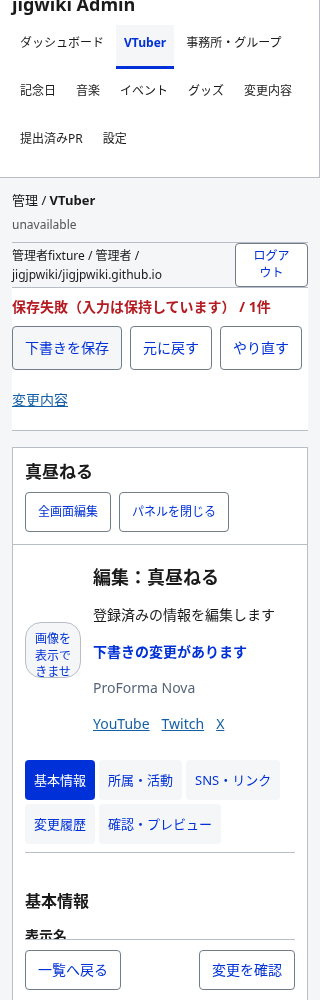 jigwiki Admin
ダッシュボード VTuber 事務所・グループ
記念日 音楽 イベント グッズ 変更内容
提出済みPR 設定
管理 / VTuber
unavailable
管理者fixture / 管理者 /
jigjpwiki/jigjpwiki.github.io
ログア
ウト
保存失敗（入力は保持しています） / 1件
下書きを保存 元に戻す やり直す
変更内容
真昼ねる
全画面編集 パネルを閉じる
編集：真昼ねる
登録済みの情報を編集します
下書きの変更があります
ProForma Nova
YouTube Twitch X
画像を
表示で
きませ
基本情報 所属・活動 SNS・リンク
変更履歴 確認・プレビュー
基本情報
表示名
一覧へ戻る 変更を確認